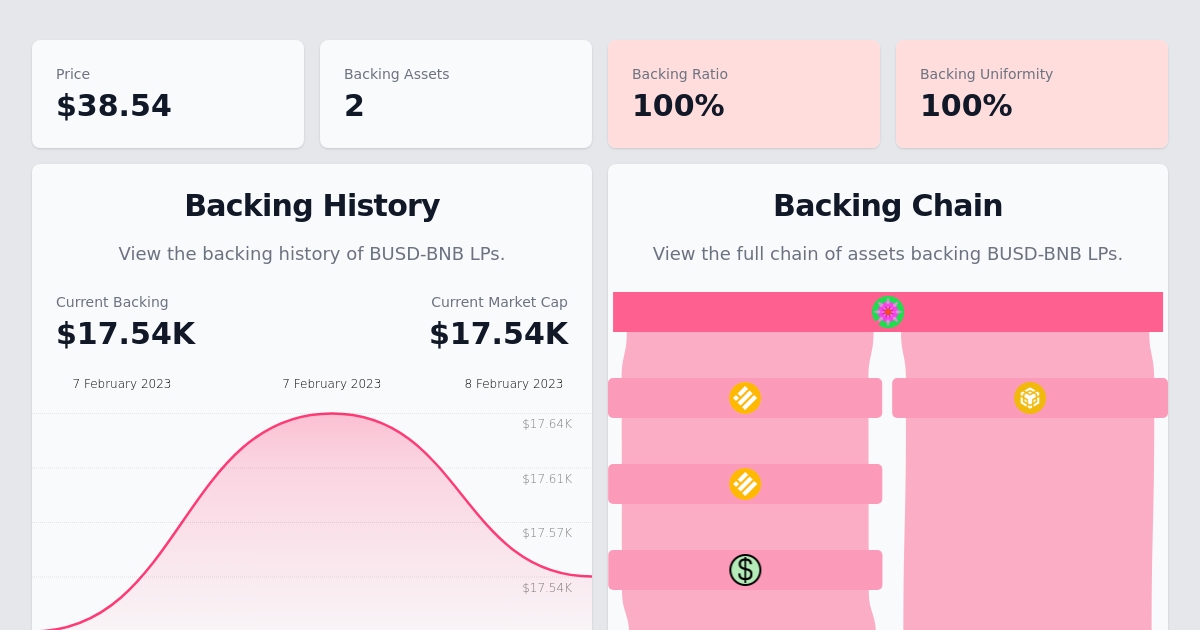 Price
$38.54
Backing Assets
2
Backing Ratio
100%
Backing Uniformity
100%
Backing History
View the backing history of BUSD-BNB LPs.
Current Backing
$17.54K
Current Market Cap
$17.54K
7 February 2023
7 February 2023
8 February 2023
$17.64K
$17.61K
$17.57K
$17.54K
Backing Chain
View the full chain of assets backing BUSD-BNB LPs.
$